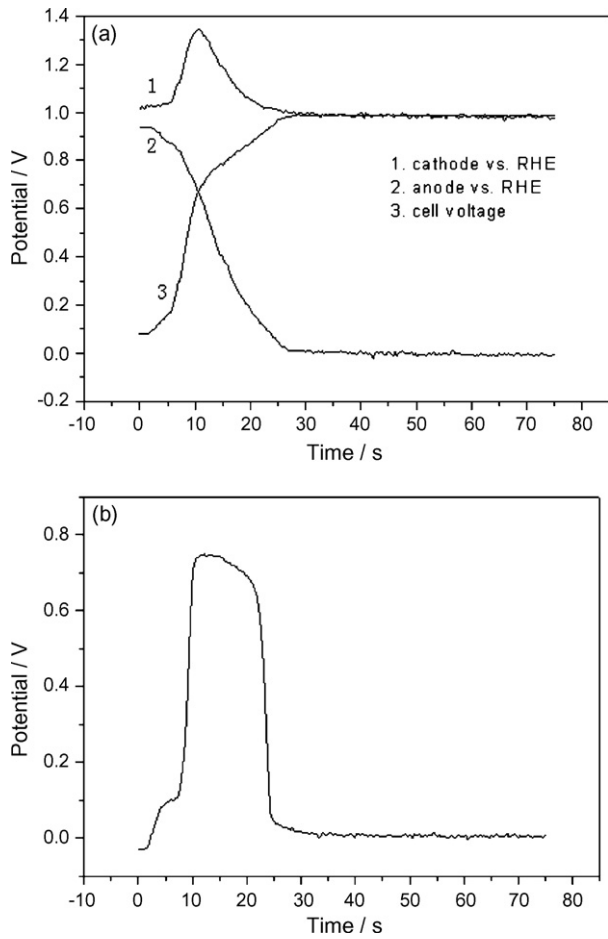 (a)
1.4
1.2
1.0
0.8
0.6
0.4
0.2
0.0
-0.2
Potential / V
1
2
3
1. cathode vs. RHE
2. anode vs. RHE
3. cell voltage
-10 0 10 20 30 40 50 60 70 80
Time / s
(b)
0.8
0.6
0.4
0.2
0.0
Potential / V
-10 0 10 20 30 40 50 60 70 80
Time / s